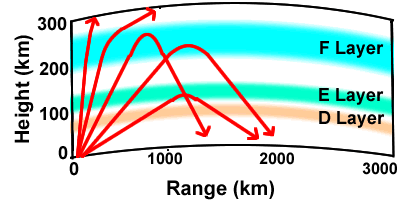 300
200
100
0
Height (km)
F Layer
E Layer
D Layer
0
1000
2000
3000
Range (km)